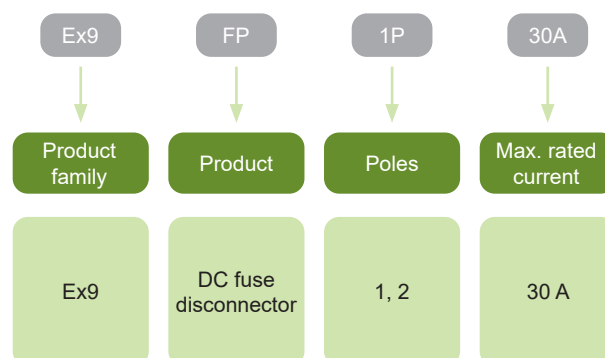 Ex9 FP 1P 30A
Product family
Product
Poles
Max. rated current
Ex9
DC fuse disconnector
1, 2
30 A